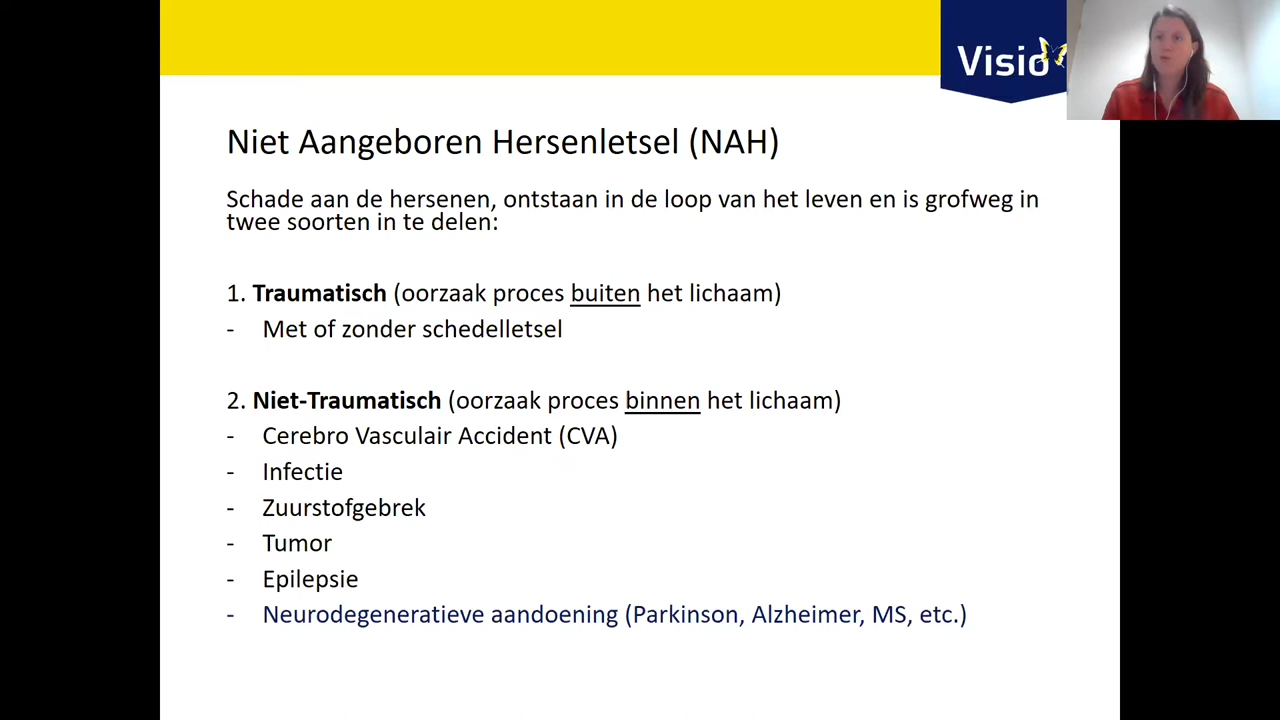 Visio
Niet Aangeboren Hersenletsel (NAH)
Schade aan de hersenen, ontstaan in de loop van het leven en is grofweg in
twee soorten in te delen:
1. Traumatisch (oorzaak proces buiten het lichaam)
- Met of zonder schedelletsel
2. Niet-Traumatisch (oorzaak proces binnen het lichaam)
- Cerebro Vasculair Accident (CVA)
- Infectie
- Zuurstofgebrek
- Tumor
- Epilepsie
- Neurodegeneratieve aandoening (Parkinson, Alzheimer, MS, etc.)